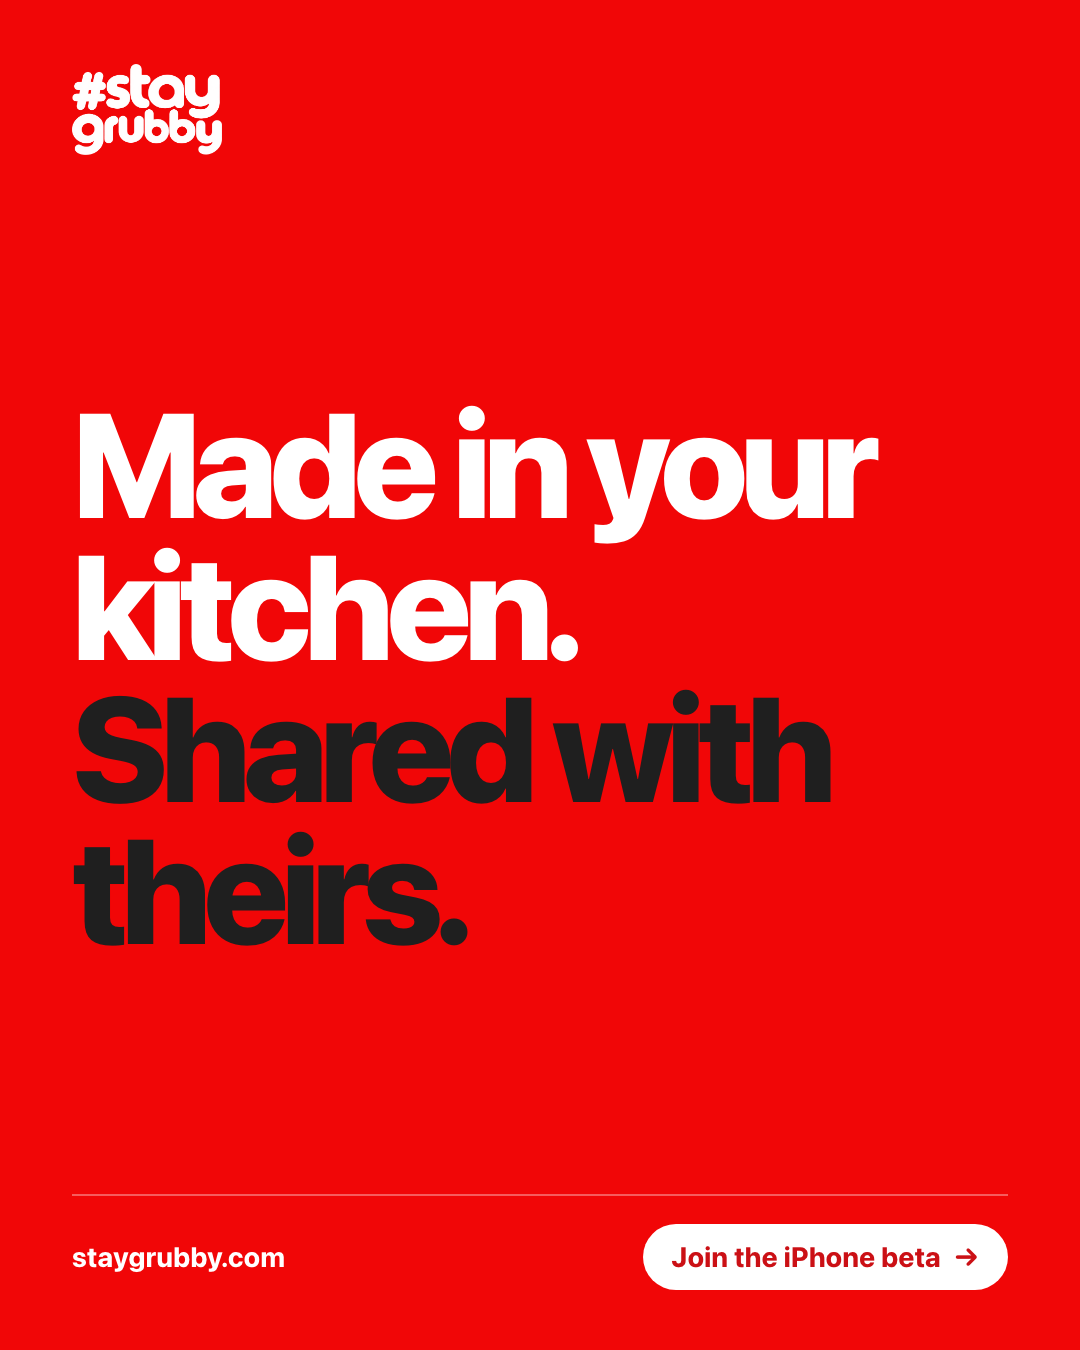 #stay
grubby
Made in your
kitchen.
Shared with
theirs.
staygrubby.com
Join the iPhone beta →